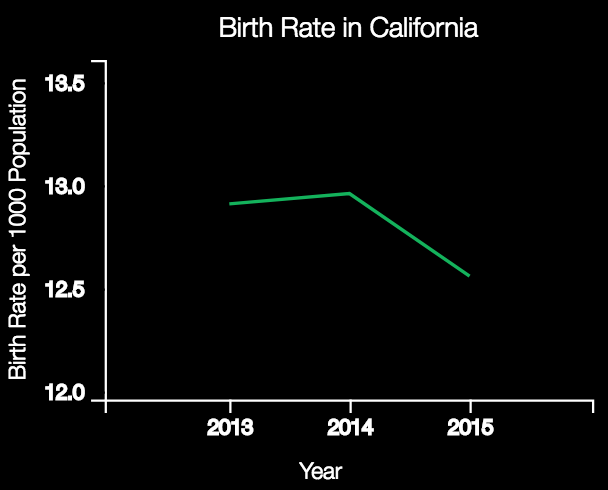 Birth Rate in California
Birth Rate per 1000 Population
13.5
13.0
12.5
12.0
2013 2014 2015
Year